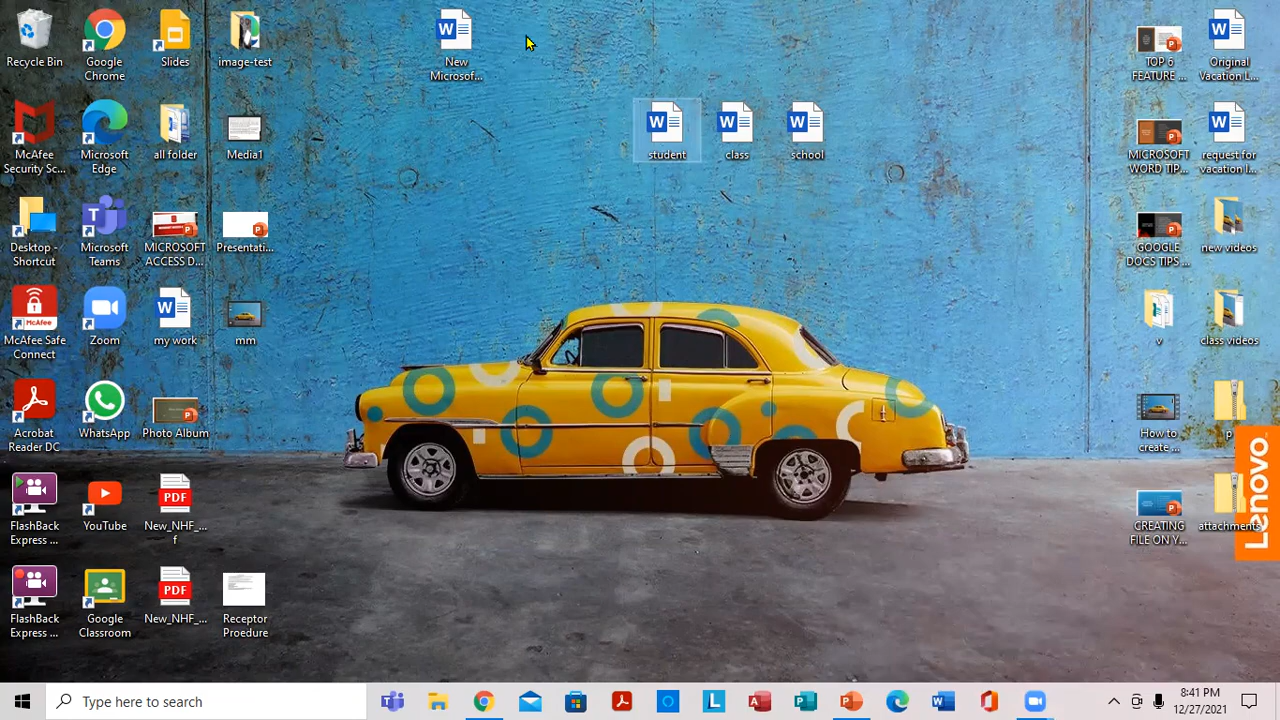 Recycle Bin
Google
Chrome
Slides
image-test
New
Microsof...
TOP 6
FEATURE ...
Original
Vacation L...
McAfee
Security Sc...
Microsoft
Edge
all folder
Media1
student
class
school
MICROSOFT
WORD TIP...
request for
vacation l...
Desktop -
Shortcut
Microsoft
Teams
MICROSOFT
ACCESS D...
Presentati...
GOOGLE
DOCS TIPS ...
new videos
McAfee
McAfee Safe
Connect
Zoom
my work
mm
v
class videos
Acrobat
Reader DC
WhatsApp
Photo Album
How to
create ...
p
Lenovo
FlashBack
Express ...
YouTube
PDF
New_NHF_...
f
CREATING
FILE ON Y...
attachments
FlashBack
Express ...
Google
Classroom
PDF
New_NHF_...
Receptor
Proedure
Type here to search
8:41 PM
12/27/2021